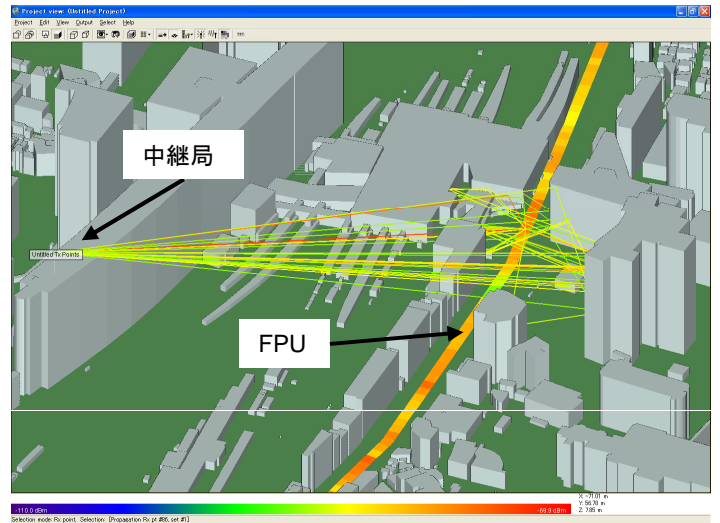 Project view: (Untitled Project)
Project Edit View Output Select Help
中継局
Untitled Tx Points
FPU
-110.0 dBm
-69.9 dBm
X: -71.01 m
Y: 56.70 m
Z: 7.85 m
Selection mode: Rx point. Selection: [Propagation Rx pt #86, set #1]